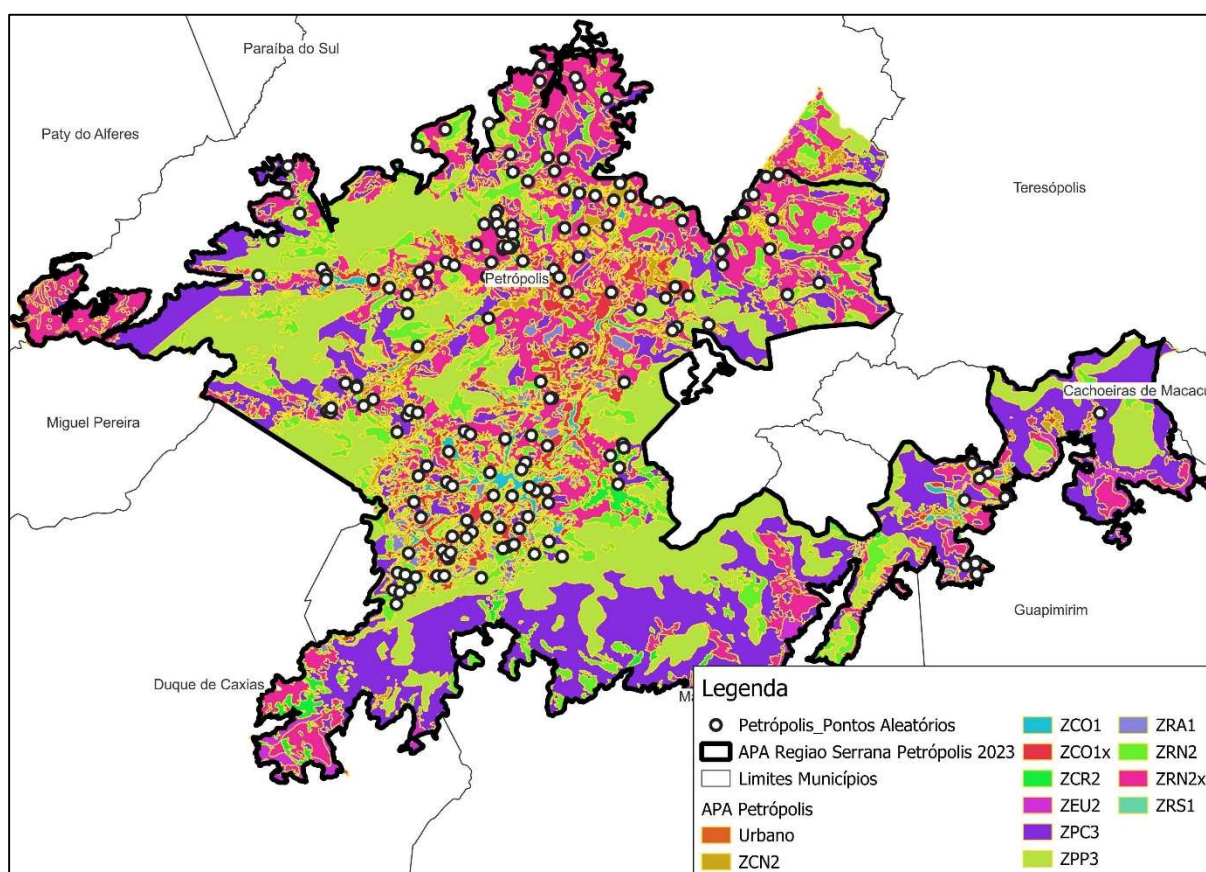 Paraíba do Sul
Paty do Alferes
Teresópolis
Petrópolis
Cachoeiras de Macacu
Miguel Pereira
Guapimirim
Duque de Caxias
Legenda
Petrópolis_Pontos Aleatórios
APA Regiao Serrana Petrópolis 2023
Limites Municípios
APA Petrópolis
Urbano
ZCN2
ZCO1
ZCO1x
ZCR2
ZEU2
ZPC3
ZPP3
ZRA1
ZRN2
ZRN2x
ZRS1